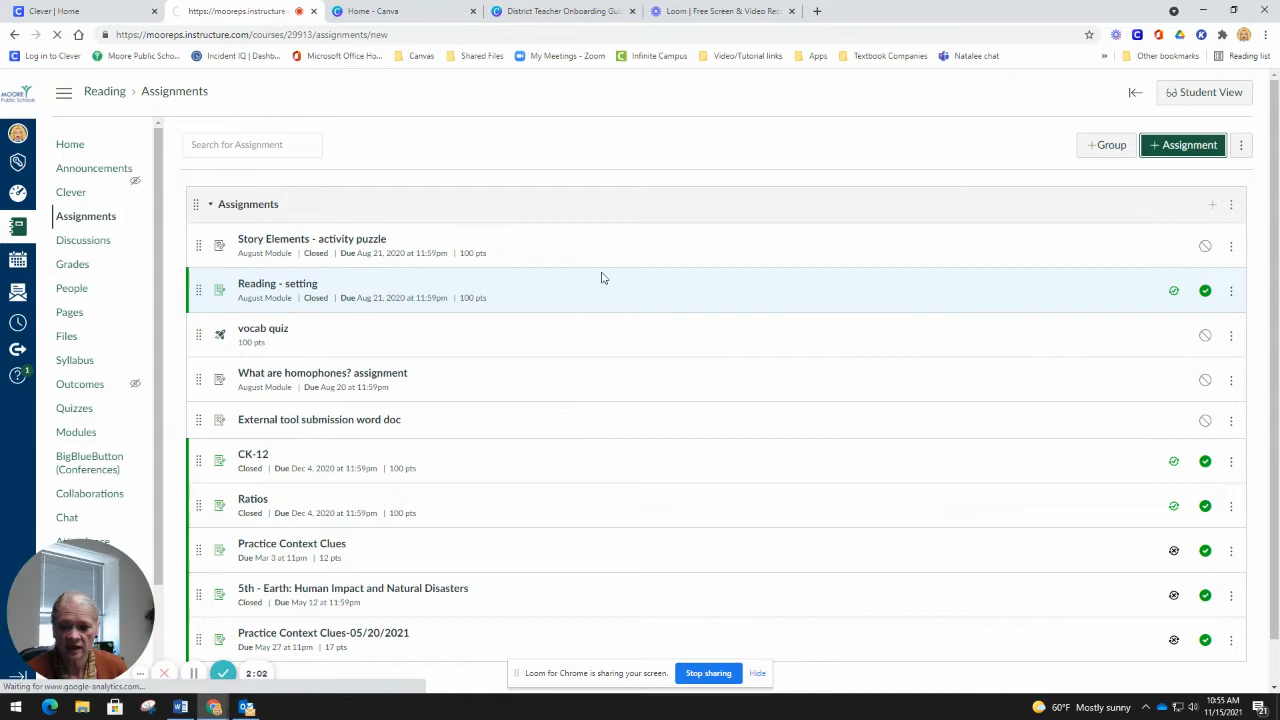 Clever | Home
https://mooreps.instructure.c
Home - Canva
District Teacher Onboarding Gui
Loom | Free Screen & Video Rec
https://mooreps.instructure.com/courses/29913/assignments/new
Log in to Clever
Moore Public Scho...
Incident IQ | Dashb...
Microsoft Office Ho...
Canvas
Shared Files
My Meetings - Zoom
Infinite Campus
Video/Tutorial links
Apps
Textbook Companies
Natalee chat
Other bookmarks
Reading list
MOORE
Public Schools
Reading › Assignments
Student View
Home
Announcements
Clever
Assignments
Discussions
Grades
People
Pages
Files
Syllabus
Outcomes
Quizzes
Modules
BigBlueButton
(Conferences)
Collaborations
Chat
1
Search for Assignment
+Group
+ Assignment
Assignments
Story Elements - activity puzzle
August Module | Closed | Due Aug 21, 2020 at 11:59pm | 100 pts
Reading - setting
August Module | Closed | Due Aug 21, 2020 at 11:59pm | 100 pts
vocab quiz
100 pts
What are homophones? assignment
August Module | Due Aug 20 at 11:59pm
External tool submission word doc
CK-12
Closed | Due Dec 4, 2020 at 11:59pm | 100 pts
Ratios
Closed | Due Dec 4, 2020 at 11:59pm | 100 pts
Practice Context Clues
Due Mar 3 at 11pm | 12 pts
5th - Earth: Human Impact and Natural Disasters
Closed | Due May 12 at 11:59pm
Practice Context Clues-05/20/2021
Due May 27 at 11pm | 17 pts
2:02
Loom for Chrome is sharing your screen.
Stop sharing
Hide
Waiting for www.google-analytics.com...
60°F Mostly sunny
10:55 AM
11/15/2021
21